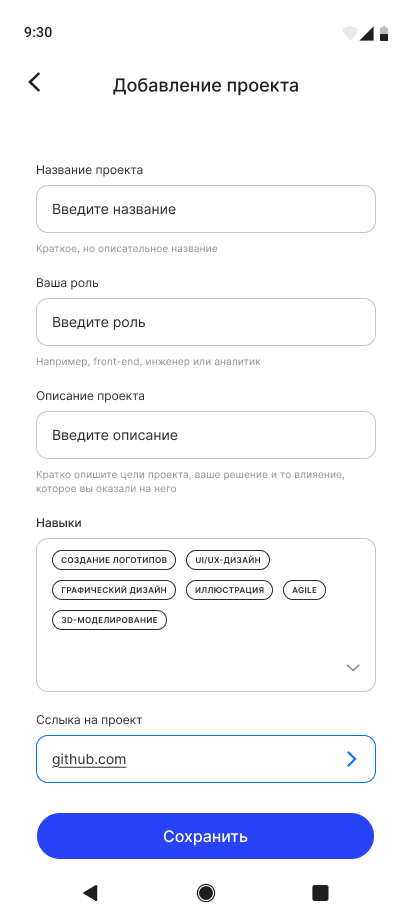 9:30
Добавление проекта
Название проекта
Введите название
Краткое, но описательное название
Ваша роль
Введите роль
Например, front-end, инженер или аналитик
Описание проекта
Введите описание
Кратко опишите цели проекта, ваше решение и то влияение,
которое вы оказали на него
Навыки
СОЗДАНИЕ ЛОГОТИПОВ UI/UX-ДИЗАЙН
ГРАФИЧЕСКИЙ ДИЗАЙН ИЛЛЮСТРАЦИЯ AGILE
3D-МОДЕЛИРОВАНИЕ
Сслыка на проект
github.com
Сохранить